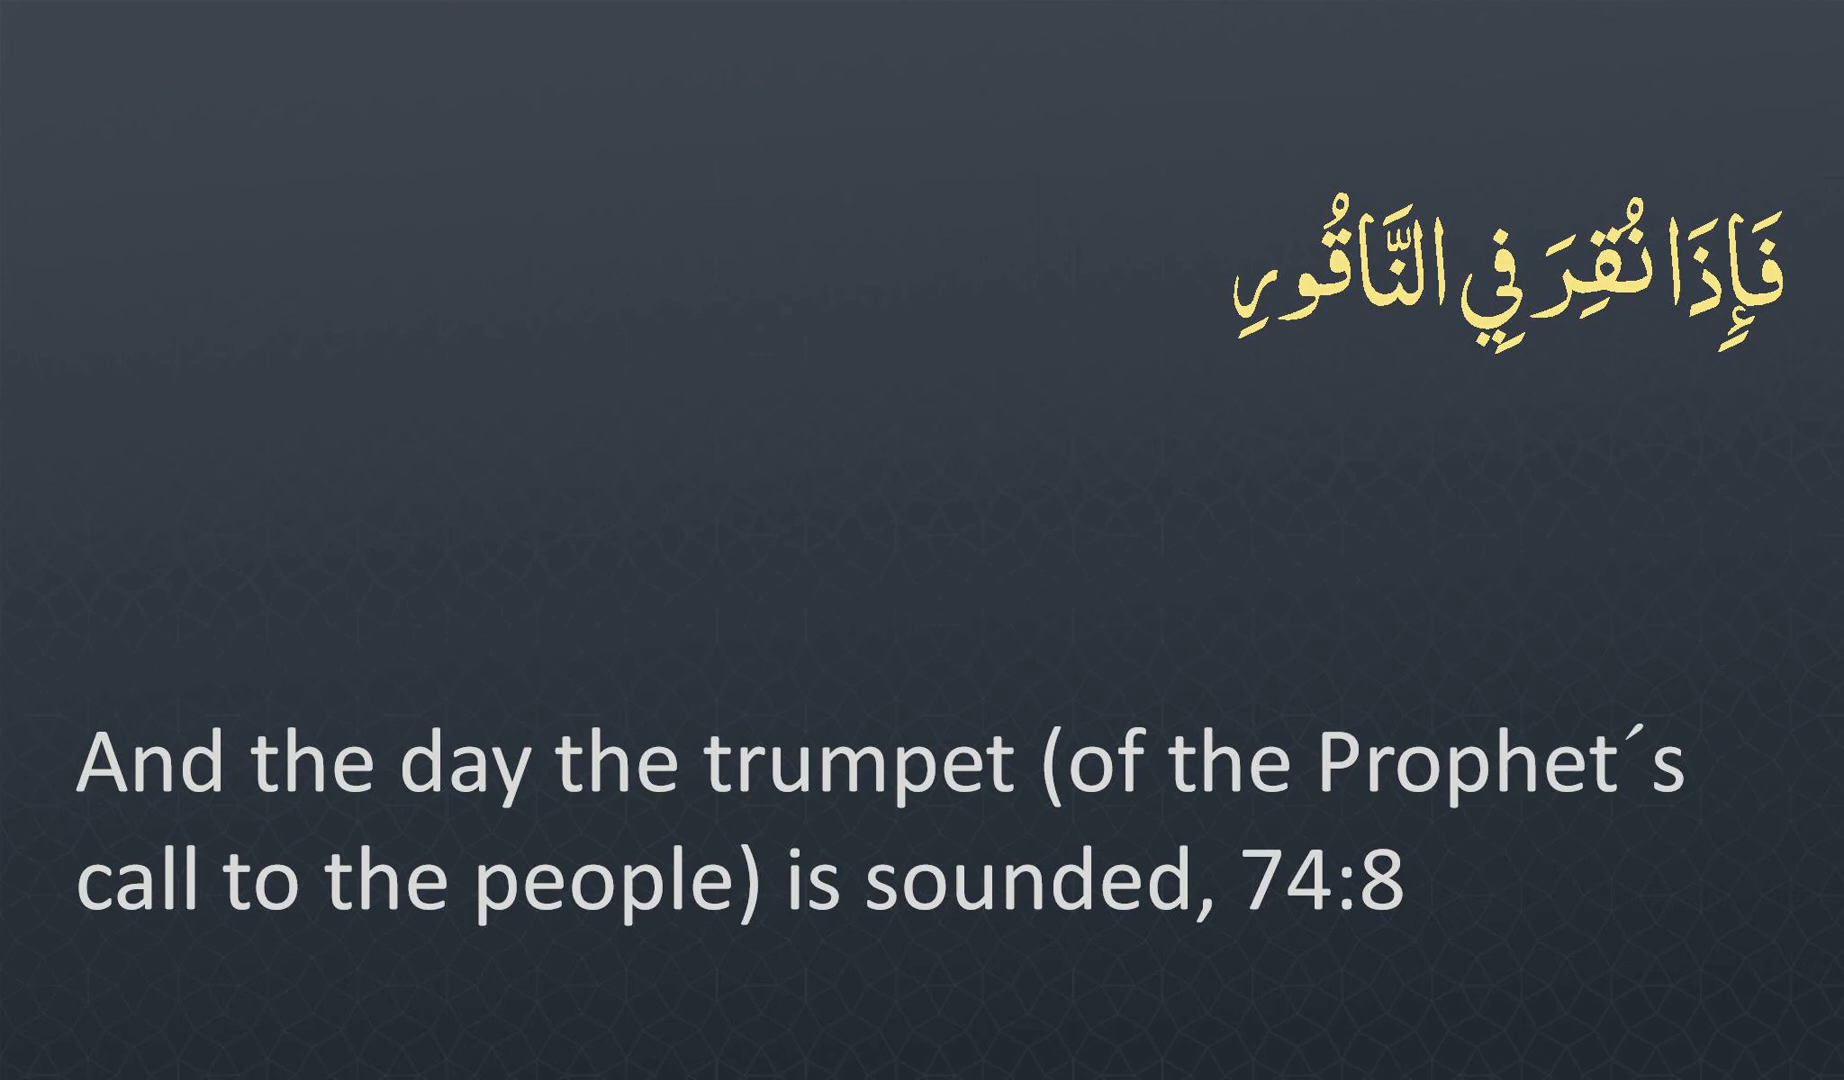 فَإِذَا نُقِرَ فِي النَّاقُورِ
And the day the trumpet (of the Prophet´s
call to the people) is sounded, 74:8